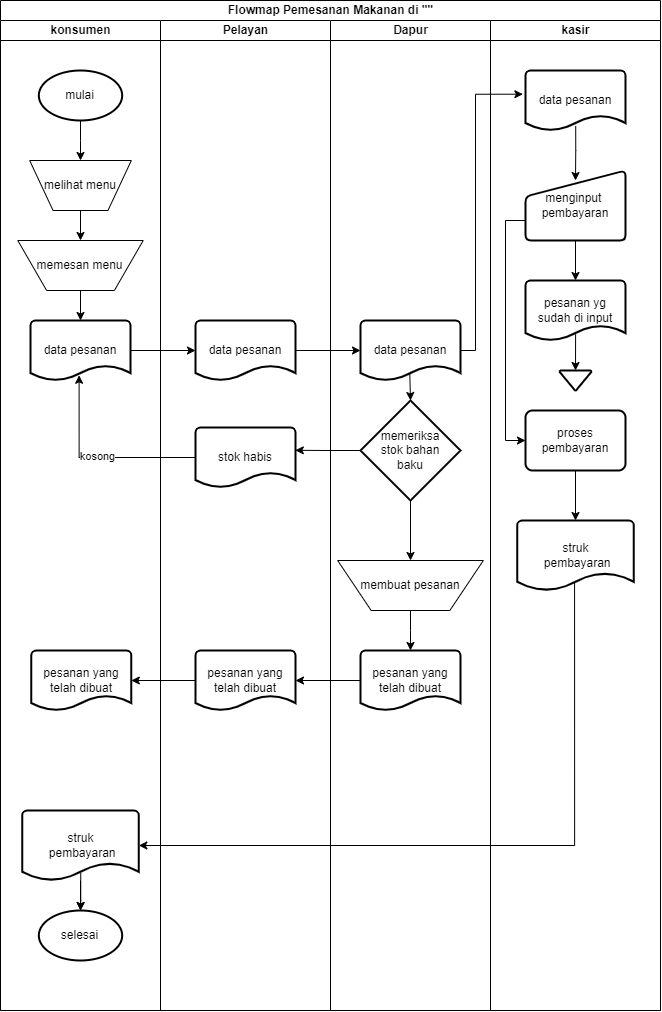 Flowmap Pemesanan Makanan di ""
konsumen
Pelayan
Dapur
kasir
mulai
data pesanan
melihat menu
menginput
pembayaran
memesan menu
pesanan yg
sudah di input
data pesanan
data pesanan
data pesanan
kosong
stok habis
memeriksa
stok bahan
baku
proses
pembayaran
struk
pembayaran
membuat pesanan
pesanan yang
telah dibuat
pesanan yang
telah dibuat
pesanan yang
telah dibuat
struk
pembayaran
selesai